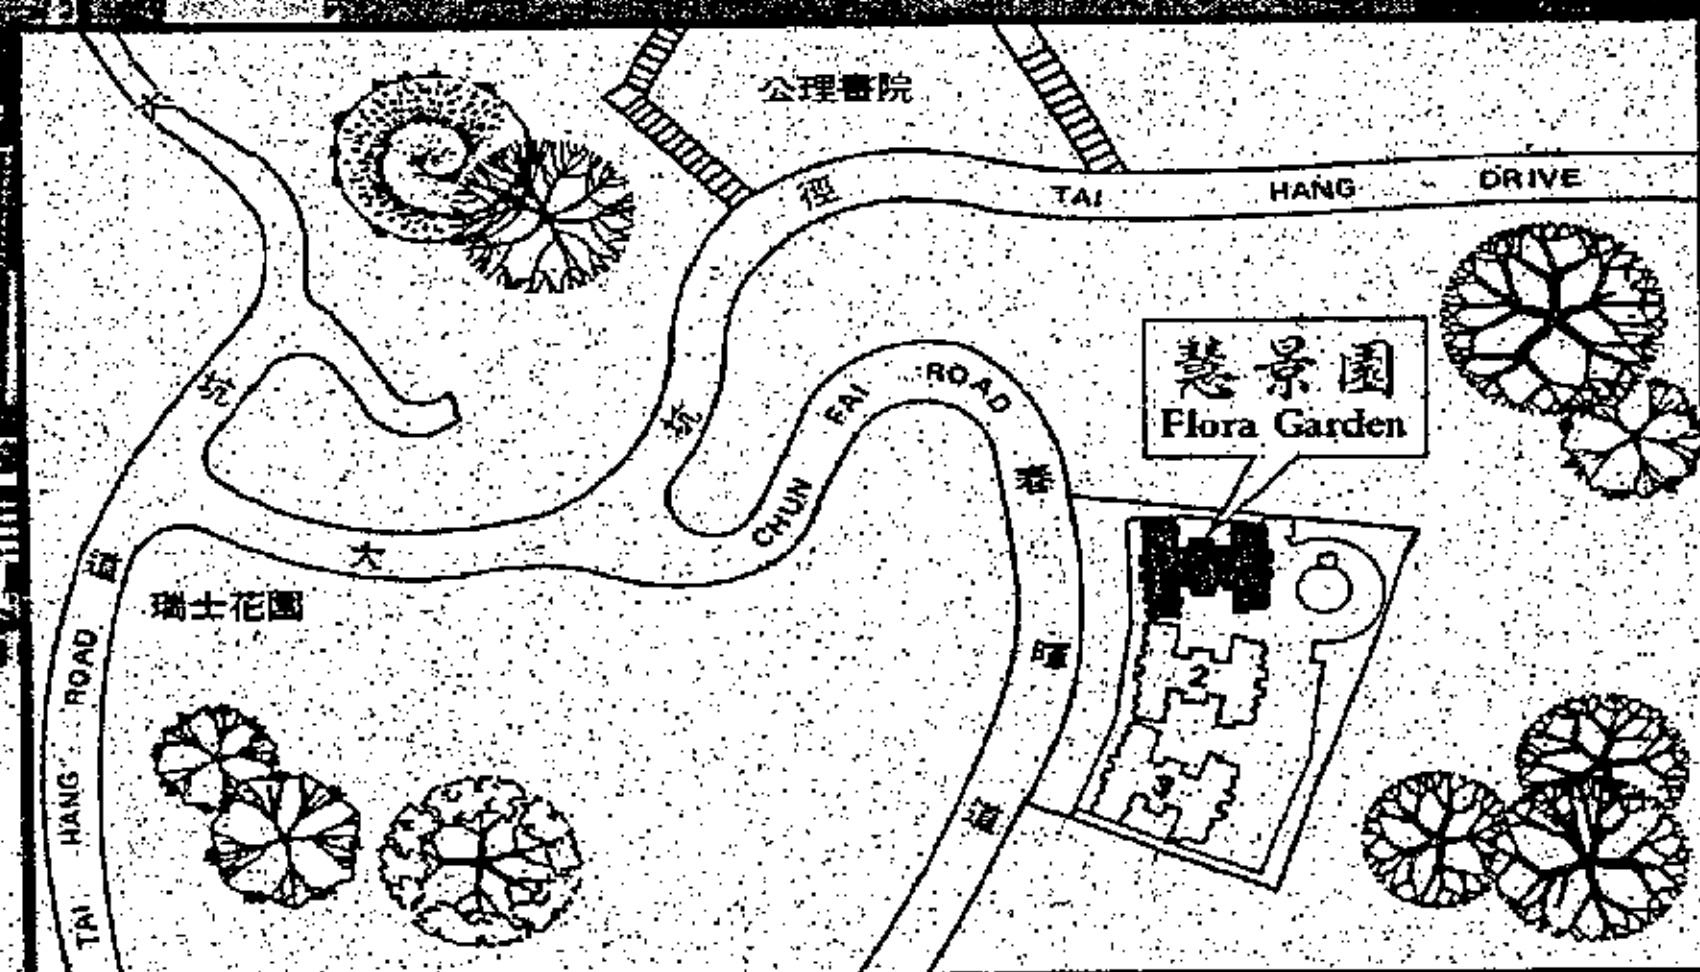 公理書院
徑 TAI HANG DRIVE
慧景園
Flora Garden
大坑道
TAI HANG ROAD
大坑
CHUN FAI ROAD
春暉道
瑞士花園
2
3